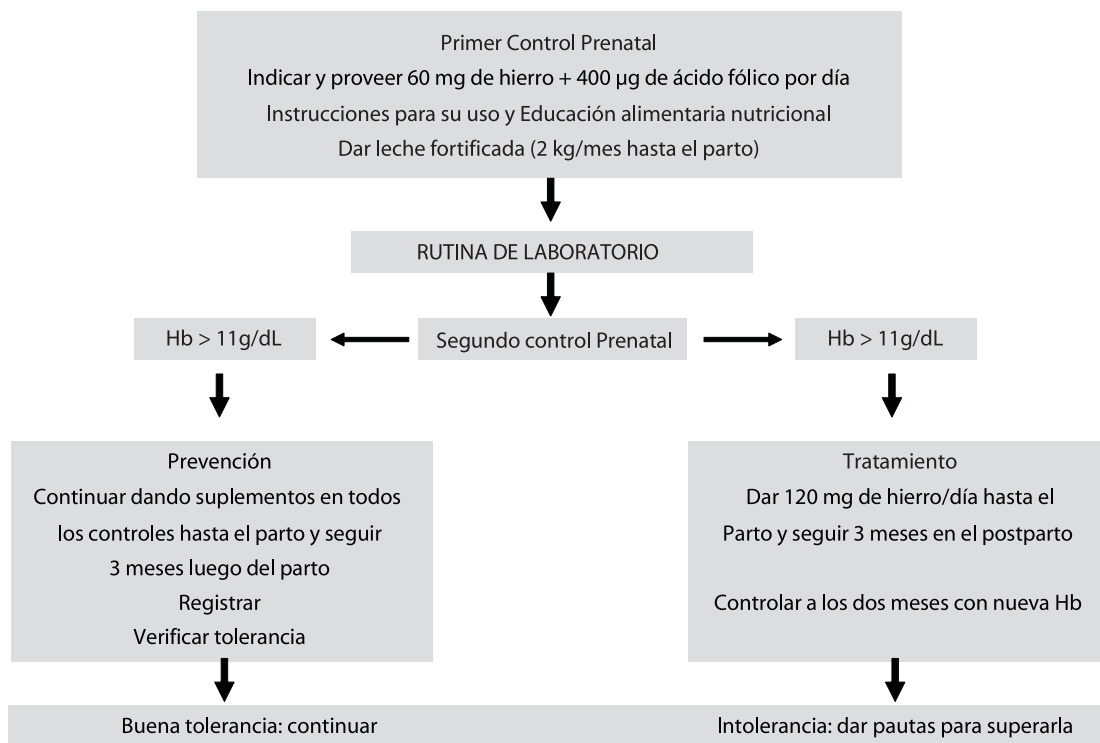 Primer Control Prenatal
Indicar y proveer 60 mg de hierro + 400 µg de ácido fólico por día
Instrucciones para su uso y Educación alimentaria nutricional
Dar leche fortificada (2 kg/mes hasta el parto)
RUTINA DE LABORATORIO
Hb > 11g/dL
Segundo control Prenatal
Hb > 11g/dL
Prevención
Continuar dando suplementos en todos
los controles hasta el parto y seguir
3 meses luego del parto
Registrar
Verificar tolerancia
Tratamiento
Dar 120 mg de hierro/día hasta el
Parto y seguir 3 meses en el postparto
Controlar a los dos meses con nueva Hb
Buena tolerancia: continuar
Intolerancia: dar pautas para superarla